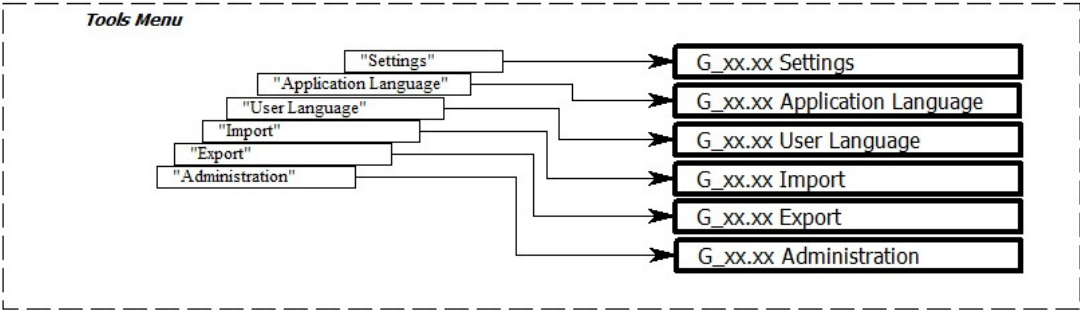 Tools Menu
"Settings"
G_xx.xx Settings
"Application Language"
G_xx.xx Application Language
"User Language"
G_xx.xx User Language
"Import"
G_xx.xx Import
"Export"
G_xx.xx Export
"Administration"
G_xx.xx Administration